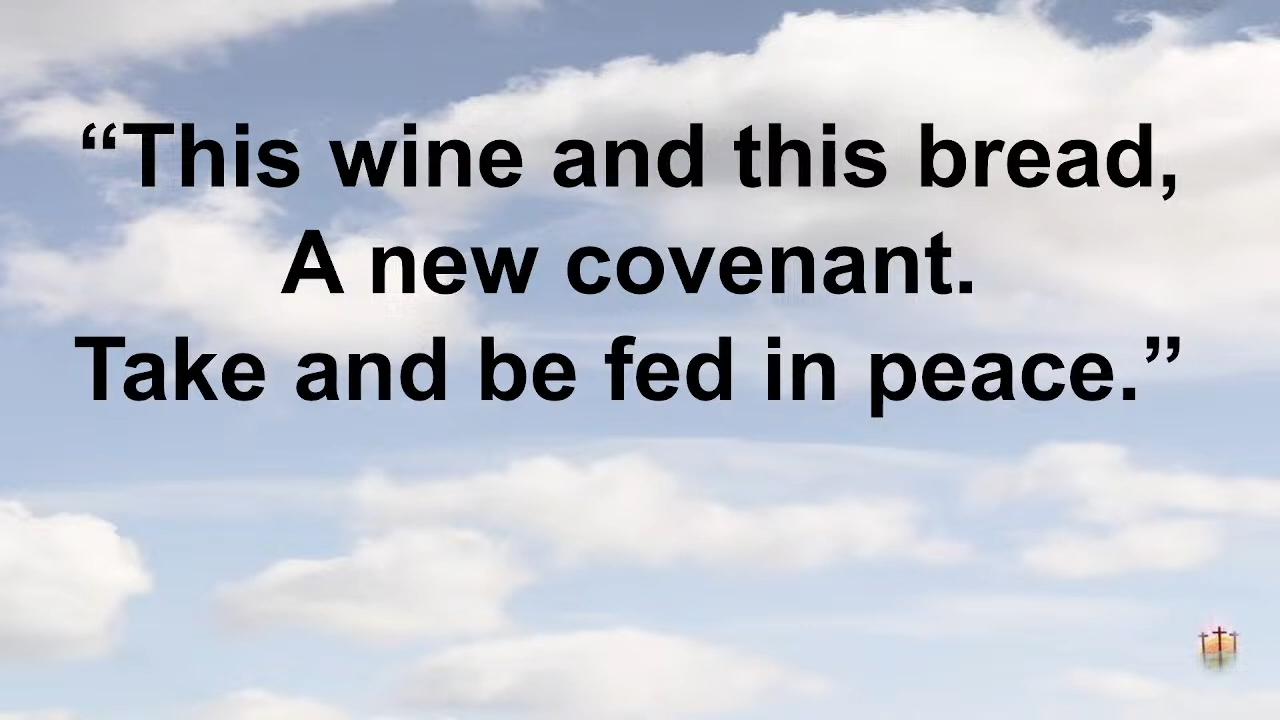 “This wine and this bread,
A new covenant.
Take and be fed in peace.”